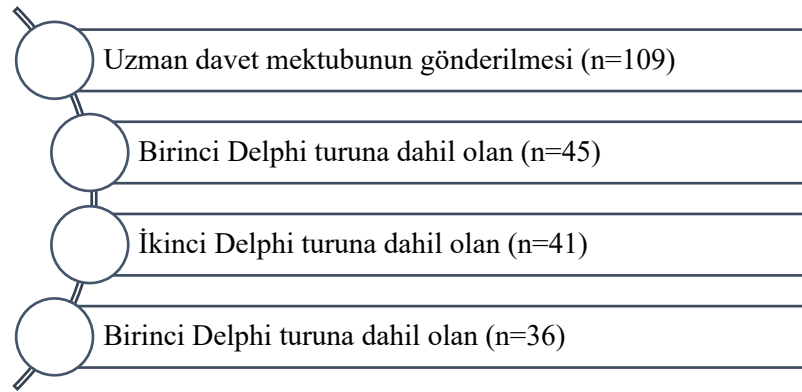 Uzman davet mektubunun gönderilmesi (n=109)
Birinci Delphi turuna dahil olan (n=45)
İkinci Delphi turuna dahil olan (n=41)
Birinci Delphi turuna dahil olan (n=36)